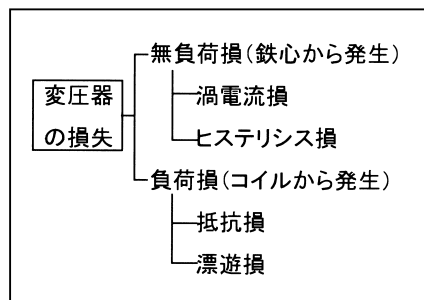 無負荷損(鉄心から発生)
変圧器
の損失
渦電流損
ヒステリシス損
負荷損(コイルから発生)
抵抗損
漂遊損